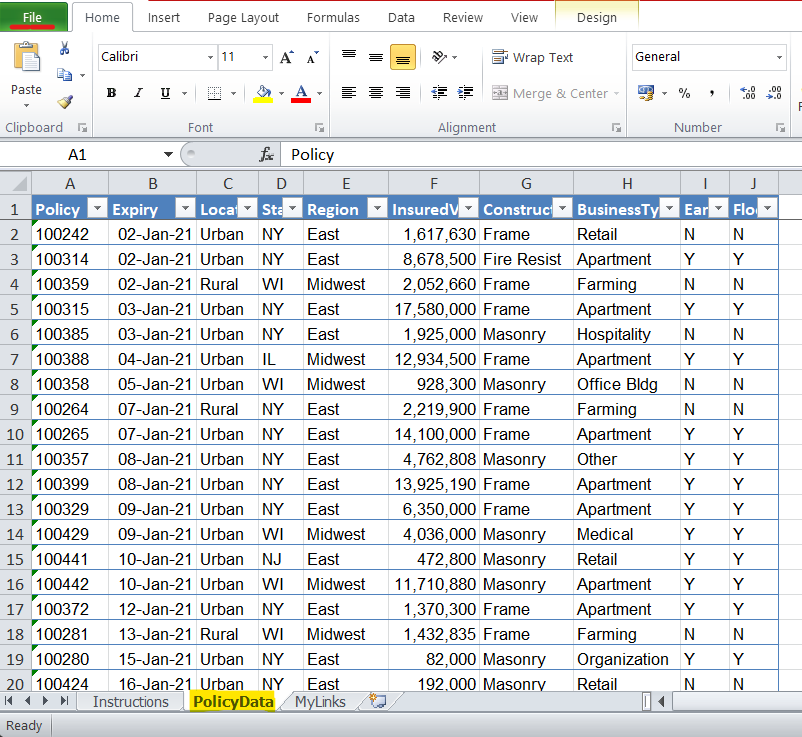 File Home Insert Page Layout Formulas Data Review View Design
Calibri 11 A A Wrap Text General
Paste B I U A Merge & Center % ,
Clipboard Font Alignment Number
A1 fx Policy
A B C D E F G H I J
1 Policy Expiry Locat Sta Region InsuredV Construct BusinessTy Ear Floo
2 100242 02-Jan-21 Urban NY East 1,617,630 Frame Retail N N
3 100314 02-Jan-21 Urban NY East 8,678,500 Fire Resist Apartment Y Y
4 100359 02-Jan-21 Rural WI Midwest 2,052,660 Frame Farming N N
5 100315 03-Jan-21 Urban NY East 17,580,000 Frame Apartment Y Y
6 100385 03-Jan-21 Urban NY East 1,925,000 Masonry Hospitality N N
7 100388 04-Jan-21 Urban IL Midwest 12,934,500 Frame Apartment Y Y
8 100358 05-Jan-21 Urban WI Midwest 928,300 Masonry Office Bldg N N
9 100264 07-Jan-21 Rural NY East 2,219,900 Frame Farming N N
10 100265 07-Jan-21 Urban NY East 14,100,000 Frame Apartment Y Y
11 100357 08-Jan-21 Urban NY East 4,762,808 Masonry Other N N
12 100399 08-Jan-21 Urban NY East 13,925,190 Frame Apartment Y Y
13 100329 09-Jan-21 Urban NY East 6,350,000 Frame Apartment Y Y
14 100429 09-Jan-21 Urban WI Midwest 4,036,000 Masonry Medical Y Y
15 100441 10-Jan-21 Urban NJ East 472,800 Masonry Retail Y Y
16 100442 10-Jan-21 Urban WI Midwest 11,710,880 Masonry Apartment Y Y
17 100372 12-Jan-21 Urban NY East 1,370,300 Frame Apartment Y Y
18 100281 13-Jan-21 Rural WI Midwest 1,432,835 Frame Farming N N
19 100280 15-Jan-21 Urban NY East 82,000 Masonry Organization Y Y
20 100424 16-Jan-21 Urban NY East 192,000 Masonry Retail N N
Instructions PolicyData MyLinks
Ready